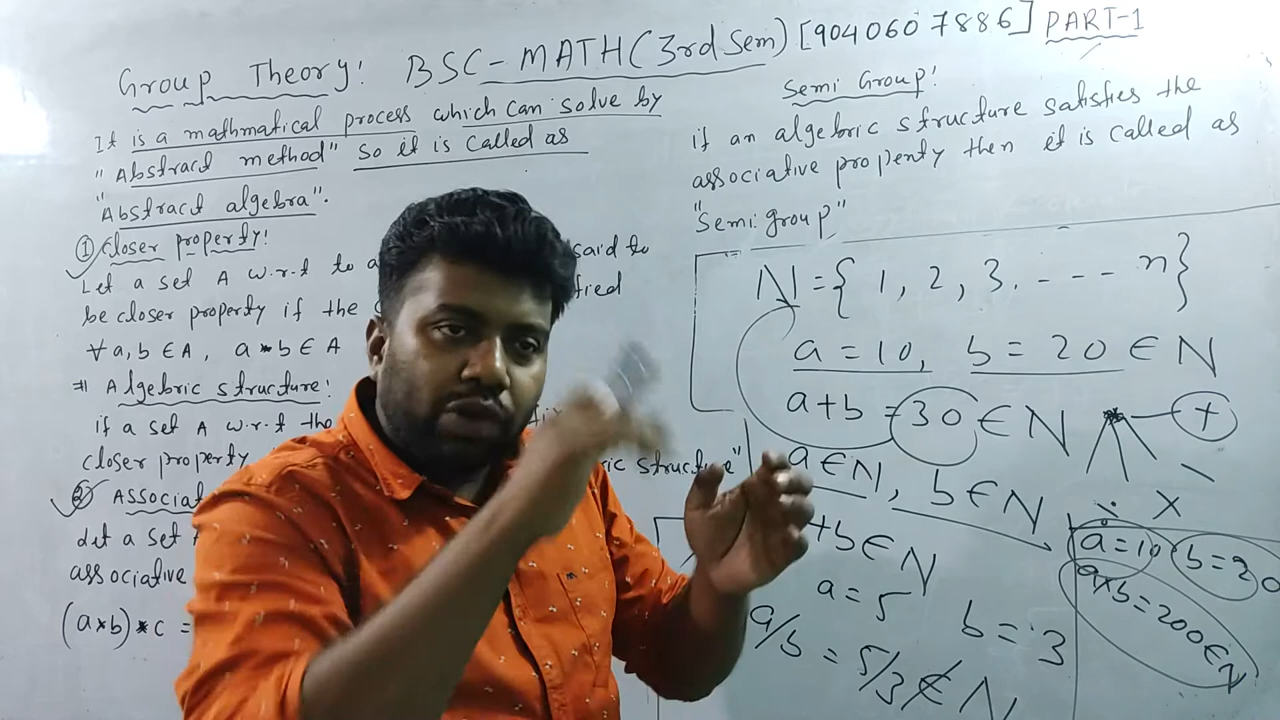 Group Theory! BSC-MATH(3rd Sem) [9040607886] PART-1
It is a mathmatical process which can solve by
"Abstract method" so it is called as
"Abstract algebra".
① Closer property!
Let a set A w.r.t to a said to
be closer property if the
∀ a, b ∈ A, a * b ∈ A
⇒ Algebric structure!
if a set A w.r.t the
closer property ric structure"
②
a set
associative
(a*b)*c =
Semi Group!
if an algebric structure satisfies the
associative property then it is called as
"Semi group"
N = {1, 2, 3. - - - n}
a = 10, b = 20 ∈ N
a+b = 30 ∈ N
* + - × ÷
a ∈ N, b ∈ N
+b ∈ N
a = 5 b = 3
a/b = 5/3 ∉ N
a=10 b=20
a×b=200 ∈ N